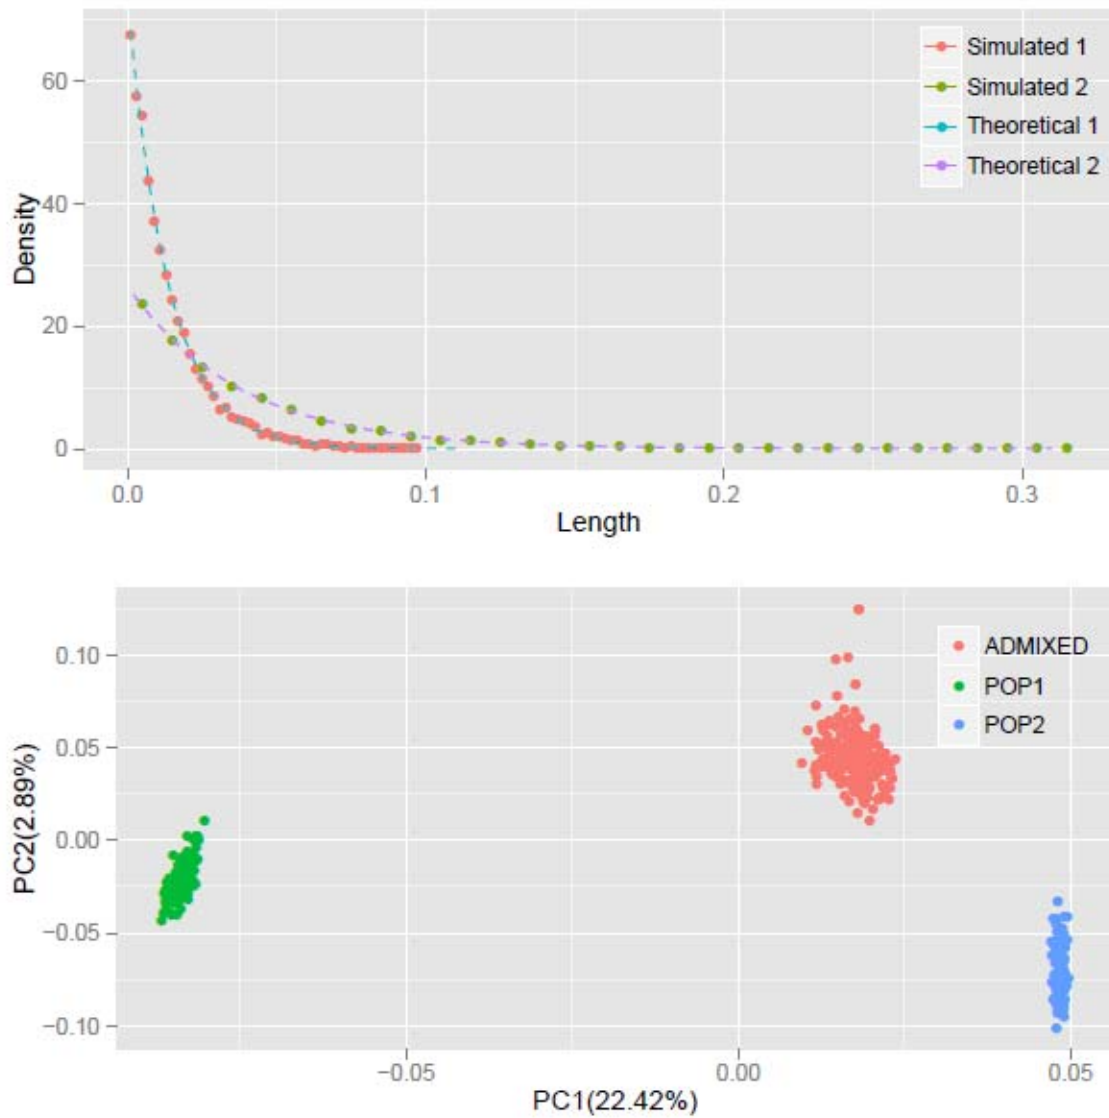 Simulated 1
Simulated 2
Theoretical 1
Theoretical 2
Density
60
40
20
0
0.0 0.1 0.2 0.3
Length
ADMIXED
POP1
POP2
PC2(2.89%)
0.10
0.05
0.00
−0.05
−0.10
−0.05 0.00 0.05
PC1(22.42%)